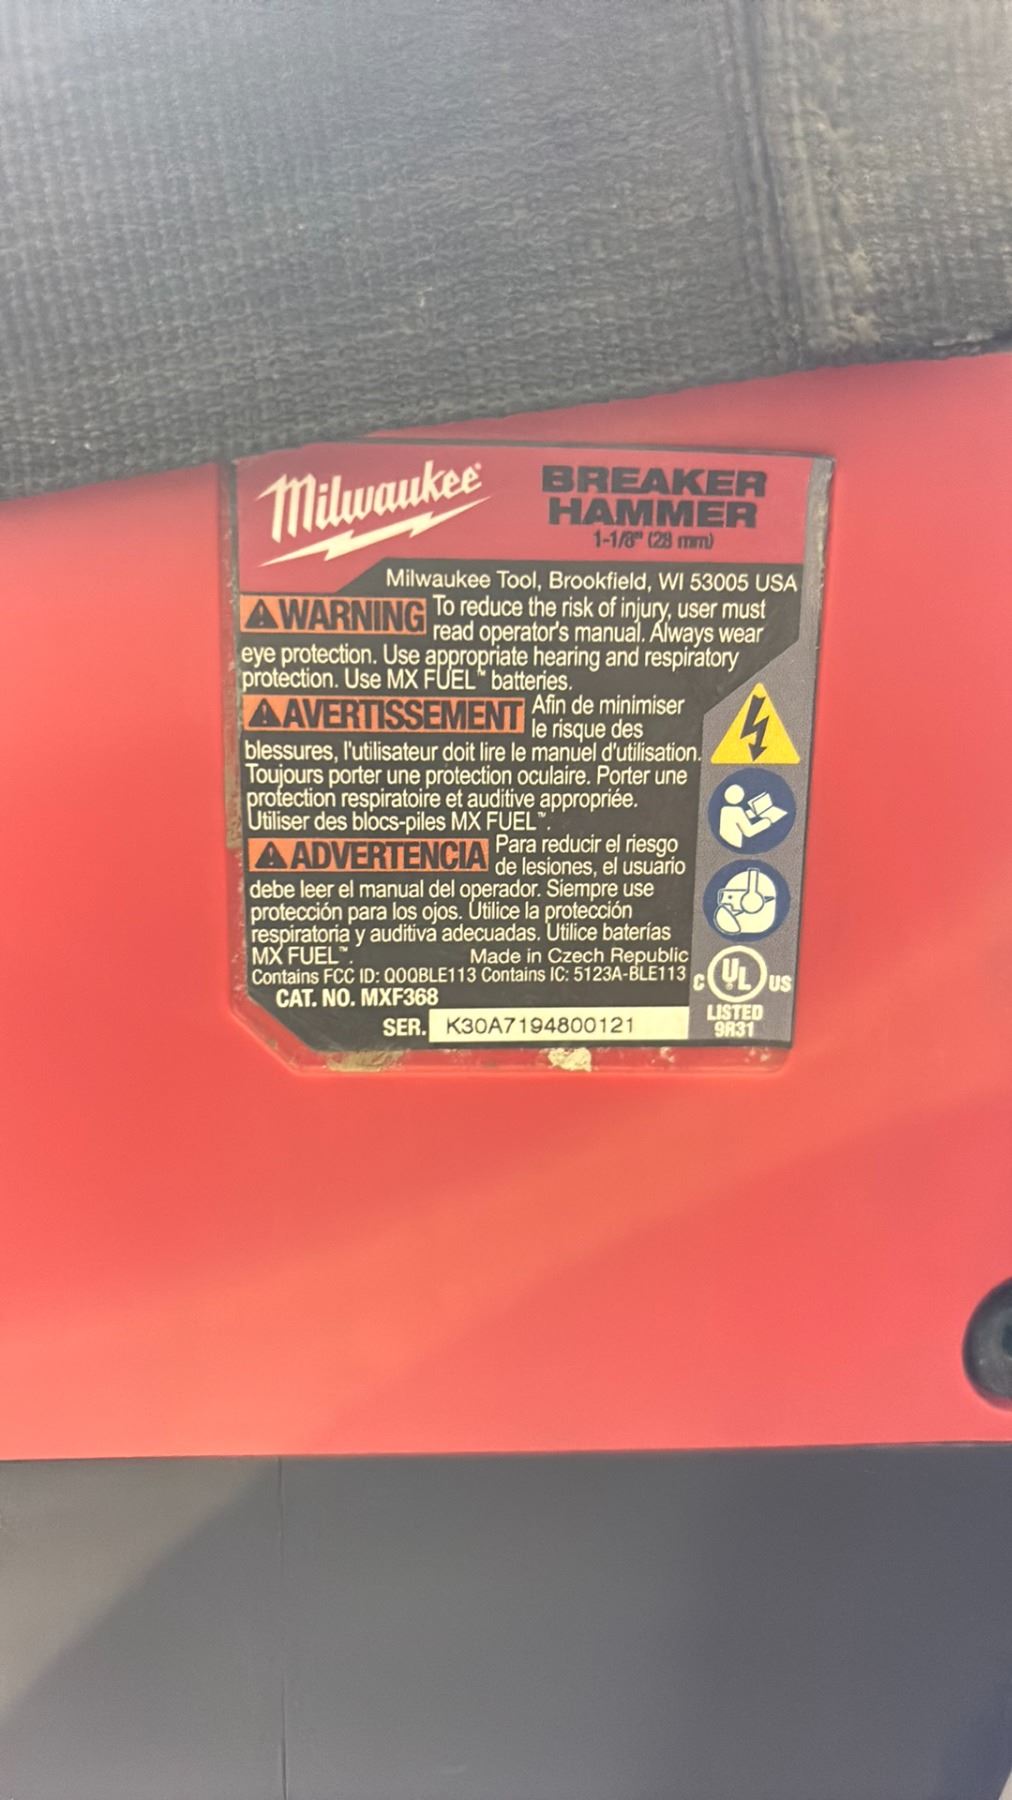 Milwaukee
BREAKER
HAMMER
1-1/8" (28 mm)
Milwaukee Tool, Brookfield, WI 53005 USA
WARNING To reduce the risk of injury, user must
read operator's manual. Always wear
eye protection. Use appropriate hearing and respiratory
protection. Use MX FUEL™ batteries.
AVERTISSEMENT Afin de minimiser
le risque des
blessures, l'utilisateur doit lire le manuel d'utilisation.
Toujours porter une protection oculaire. Porter une
protection respiratoire et auditive appropriée.
Utiliser des blocs-piles MX FUEL™.
ADVERTENCIA Para reducir el riesgo
de lesiones, el usuario
debe leer el manual del operador. Siempre use
protección para los ojos. Utilice la protección
respiratoria y auditiva adecuadas. Utilice baterías
MX FUEL™. Made in Czech Republic
Contains FCC ID: QOQBLE113 Contains IC: 5123A-BLE113
CAT. NO. MXF368
SER. K30A7194800121
C UL US
LISTED
9R31